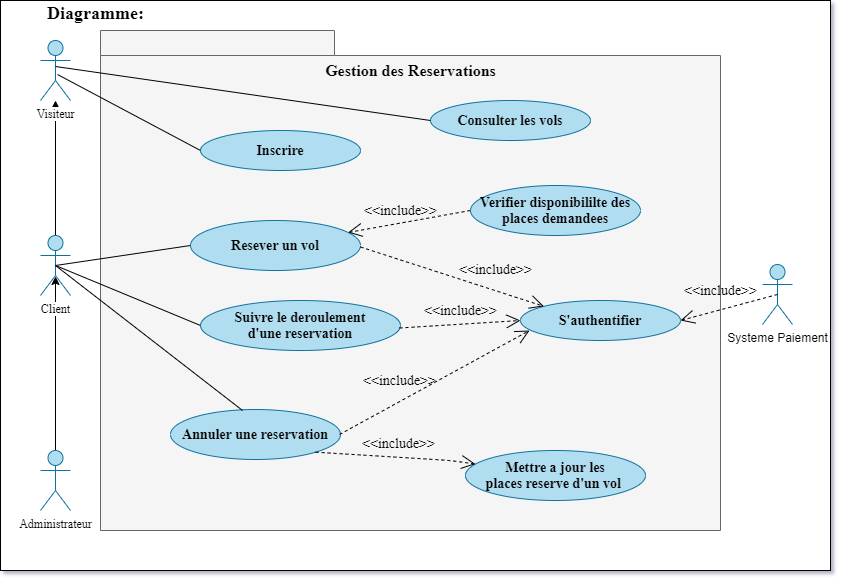 Diagramme:
Gestion des Reservations
Visiteur
Consulter les vols
Inscrire
Verifier disponibililte des
places demandees
<<include>>
Resever un vol
<<include>>
<<include>>
Client
Suivre le deroulement
d'une reservation
<<include>>
S'authentifier
Systeme Paiement
<<include>>
Annuler une reservation
<<include>>
Mettre a jour les
places reserve d'un vol
Administrateur